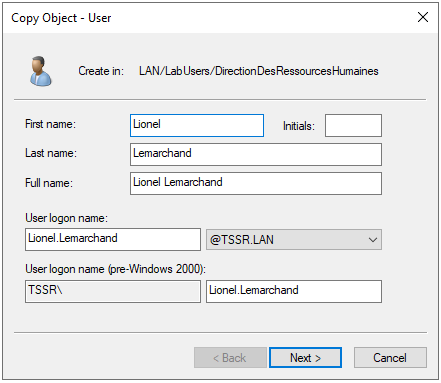 Copy Object - User
Create in: LAN/LabUsers/DirectionDesRessourcesHumaines
First name: Lionel Initials:
Last name: Lemarchand
Full name: Lionel Lemarchand
User logon name:
Lionel.Lemarchand @TSSR.LAN
User logon name (pre-Windows 2000):
TSSR\ Lionel.Lemarchand
< Back Next > Cancel